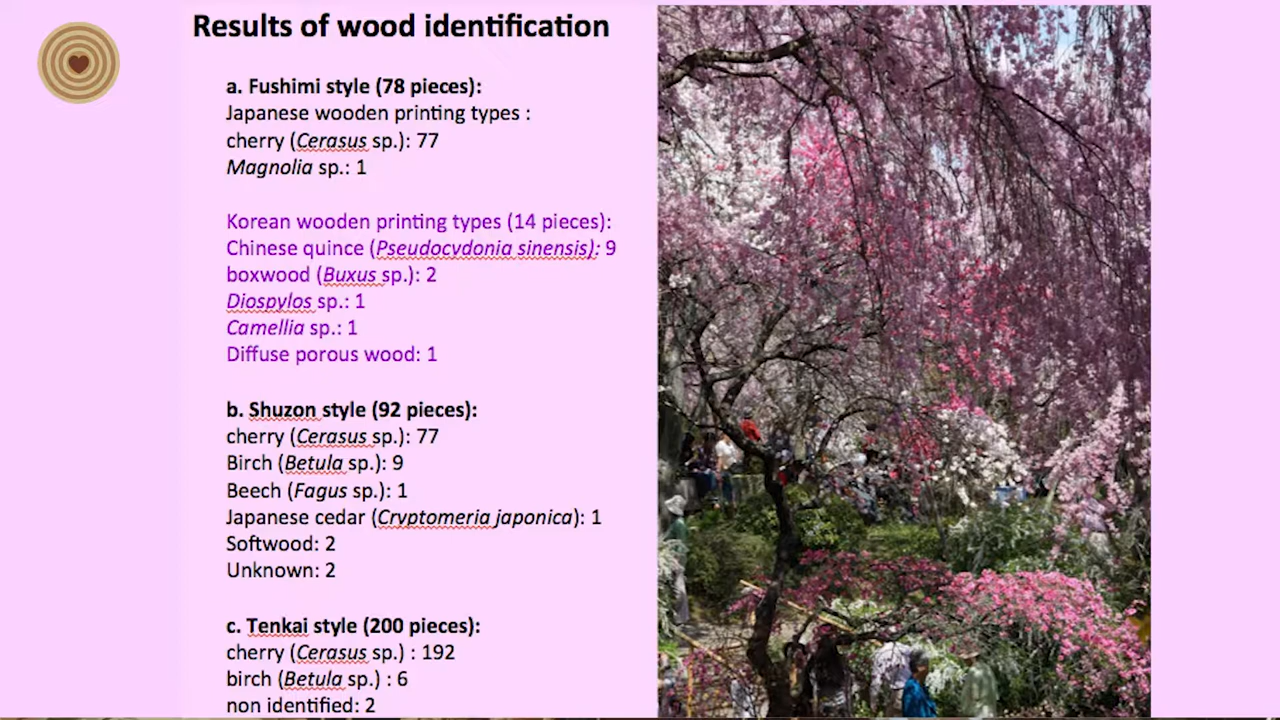 Results of wood identification
a. Fushimi style (78 pieces):
Japanese wooden printing types :
cherry (Cerasus sp.): 77
Magnolia sp.: 1
Korean wooden printing types (14 pieces):
Chinese quince (Pseudocydonia sinensis): 9
boxwood (Buxus sp.): 2
Diospylos sp.: 1
Camellia sp.: 1
Diffuse porous wood: 1
b. Shuzon style (92 pieces):
cherry (Cerasus sp.): 77
Birch (Betula sp.): 9
Beech (Fagus sp.): 1
Japanese cedar (Cryptomeria japonica): 1
Softwood: 2
Unknown: 2
c. Tenkai style (200 pieces):
cherry (Cerasus sp.) : 192
birch (Betula sp.) : 6
non identified: 2